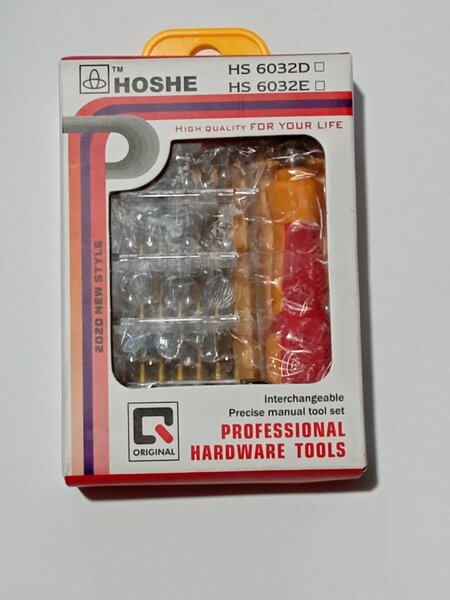 TM
HOSHE
HS 6032D
HS 6032E
HIGH QUALITY FOR YOUR LIFE
2020 NEW STYLE
Interchangeable
Precise manual tool set
PROFESSIONAL
HARDWARE TOOLS
ORIGINAL